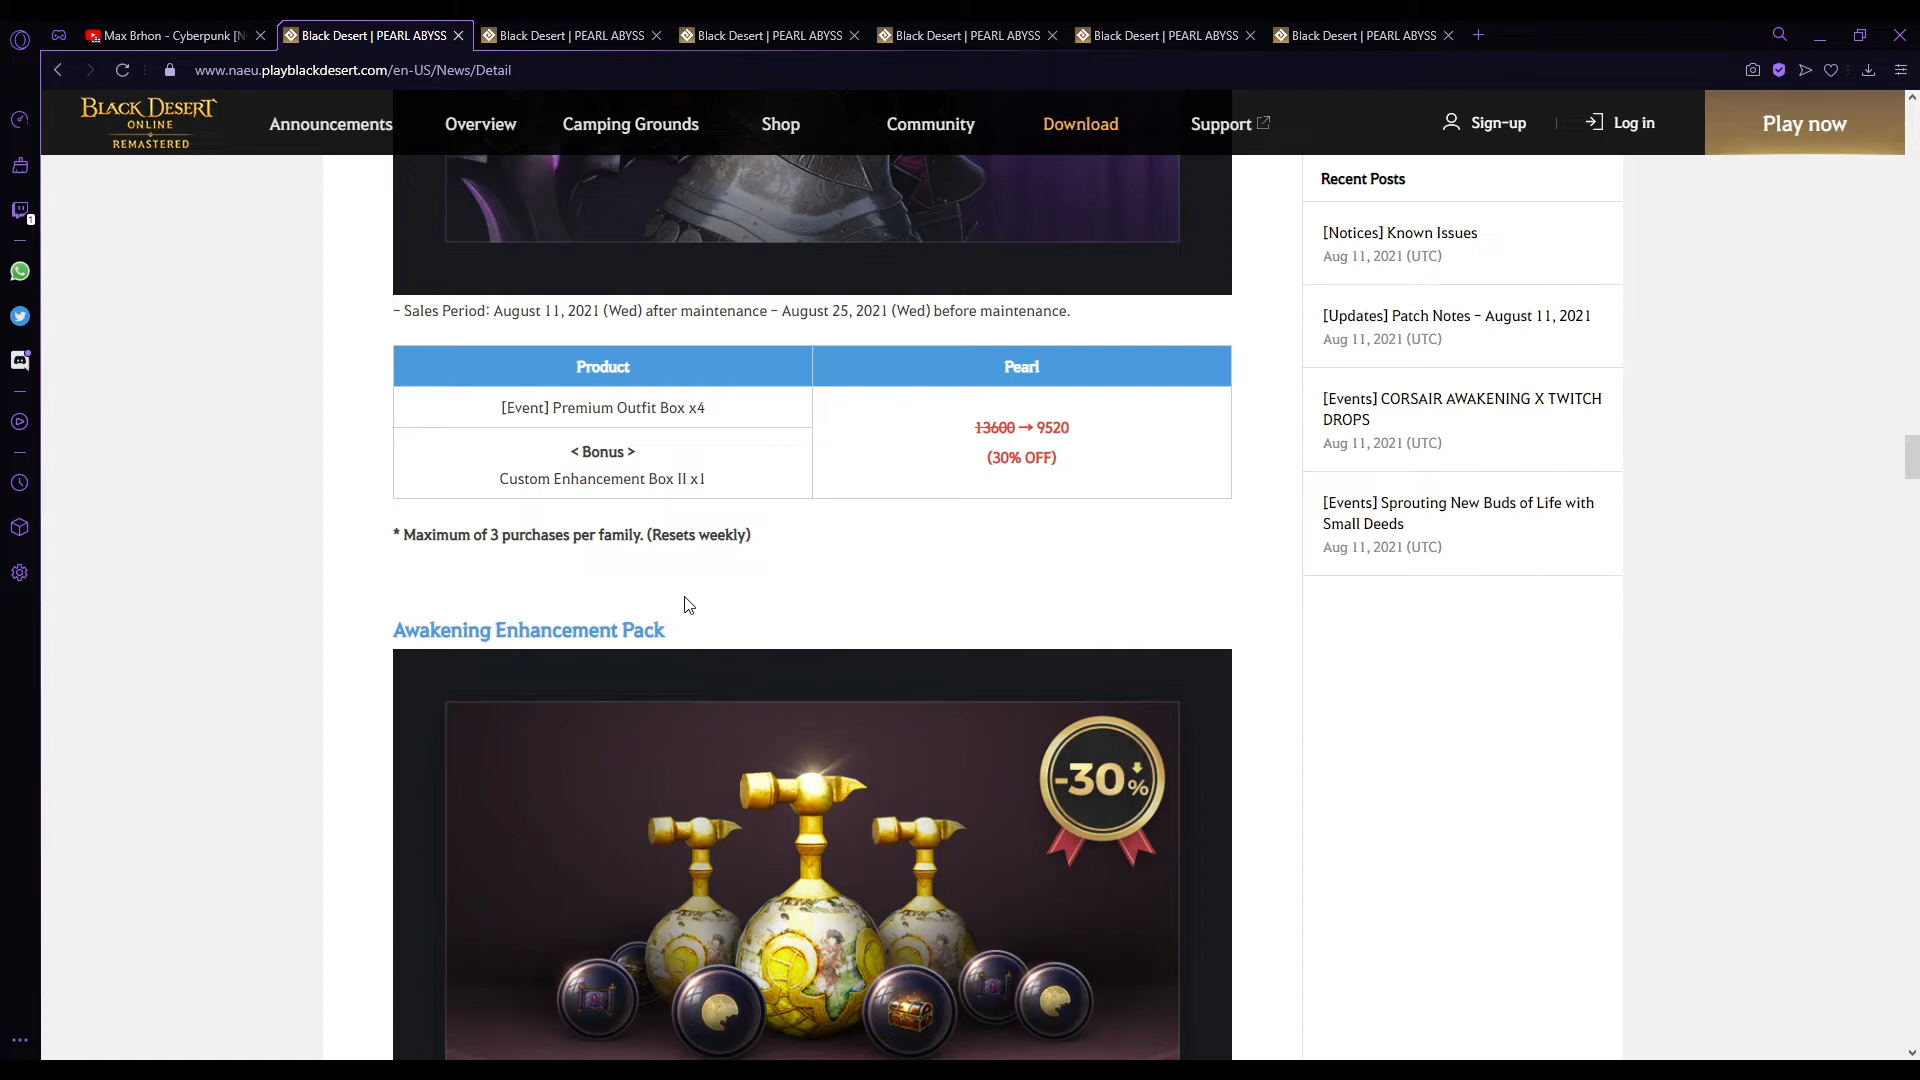 Max Brhon - Cyberpunk [N
Black Desert | PEARL ABYSS
Black Desert | PEARL ABYSS
Black Desert | PEARL ABYSS
Black Desert | PEARL ABYSS
Black Desert | PEARL ABYSS
Black Desert | PEARL ABYSS
www.naeu.playblackdesert.com/en-US/News/Detail
BLACK DESERT
ONLINE
REMASTERED
Announcements
Overview
Camping Grounds
Shop
Community
Download
Support
Sign-up
Log in
Play now
1
- Sales Period: August 11, 2021 (Wed) after maintenance - August 25, 2021 (Wed) before maintenance.
Product
Pearl
[Event] Premium Outfit Box x4
< Bonus >
Custom Enhancement Box II x1
13600 → 9520
(30% OFF)
* Maximum of 3 purchases per family. (Resets weekly)
Awakening Enhancement Pack
-30%
Recent Posts
[Notices] Known Issues
Aug 11, 2021 (UTC)
[Updates] Patch Notes - August 11, 2021
Aug 11, 2021 (UTC)
[Events] CORSAIR AWAKENING X TWITCH
DROPS
Aug 11, 2021 (UTC)
[Events] Sprouting New Buds of Life with
Small Deeds
Aug 11, 2021 (UTC)